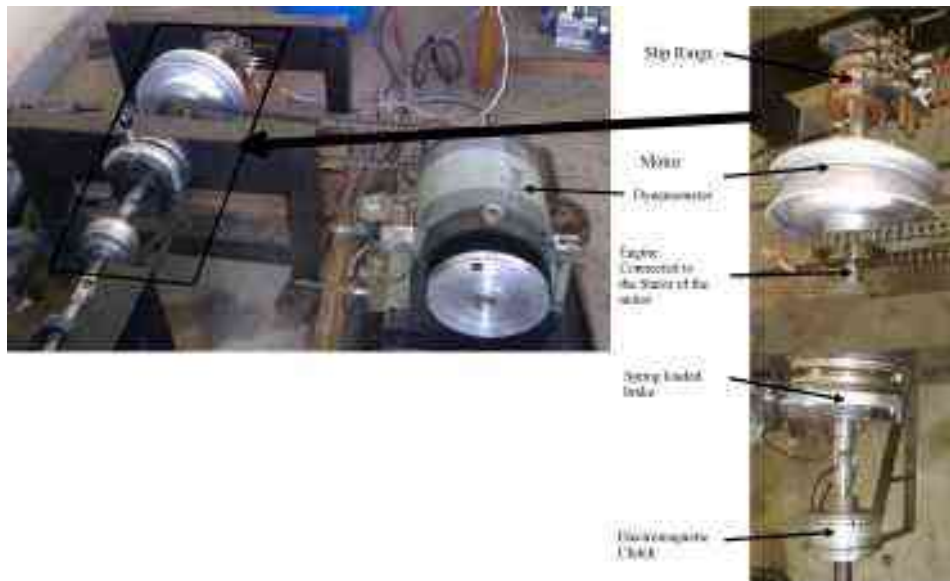 Slip Rings
Motor
Dynamometer
Engine
Connected to
the Stator of the
motor
Spring loaded
brake
Electromagnetic
Clutch